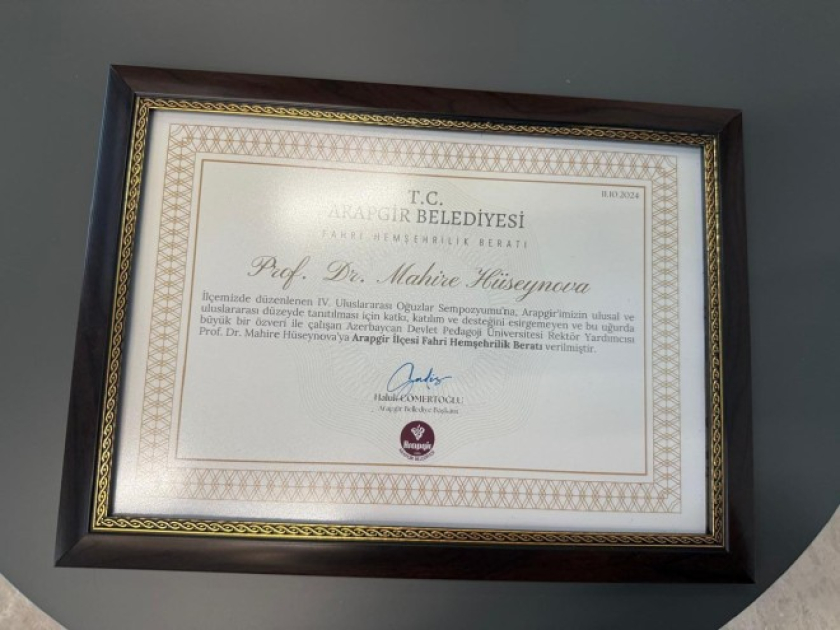 T.C.
11.10.2024
ARAPGİR BELEDİYESİ
FAHRİ HEMŞEHRİLİK BERATI
Prof. Dr. Mahire Hüseynova
İlçemizde düzenlenen IV. Uluslararası Oğuzlar Sempozyumu'na, Arapgir'imizin ulusal ve
uluslararası düzeyde tanıtılması için katkı, katılım ve desteğini esirgemeyen ve bu uğurda
büyük bir özveri ile çalışan Azerbaycan Devlet Pedagoji Üniversitesi Rektör Yardımcısı
Prof. Dr. Mahire Hüseynova'ya Arapgir İlçesi Fahri Hemşehrilik Beratı verilmiştir.
Haluk CÖMERTOĞLU
Arapgir Belediye Başkanı
Arapgir